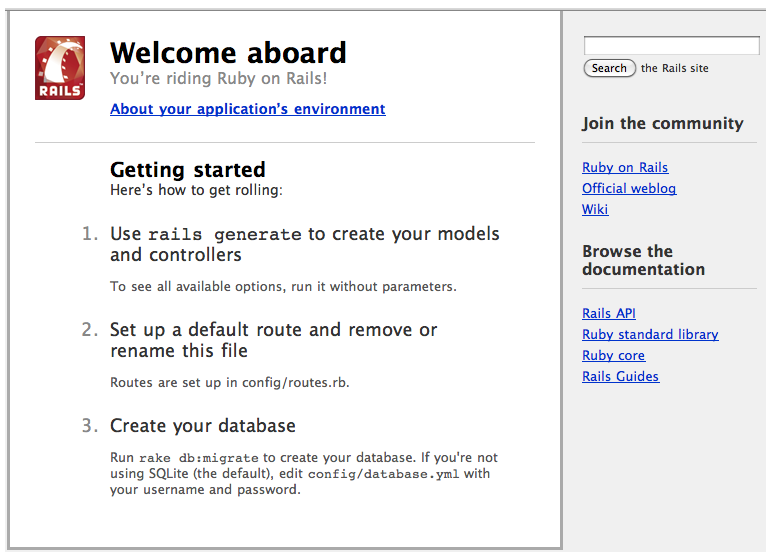 RAILS
Welcome aboard
You're riding Ruby on Rails!
About your application's environment
Getting started
Here's how to get rolling:
1. Use rails generate to create your models
and controllers
To see all available options, run it without parameters.
2. Set up a default route and remove or
rename this file
Routes are set up in config/routes.rb.
3. Create your database
Run rake db:migrate to create your database. If you're not
using SQLite (the default), edit config/database.yml with
your username and password.
Search the Rails site
Join the community
Ruby on Rails
Official weblog
Wiki
Browse the
documentation
Rails API
Ruby standard library
Ruby core
Rails Guides